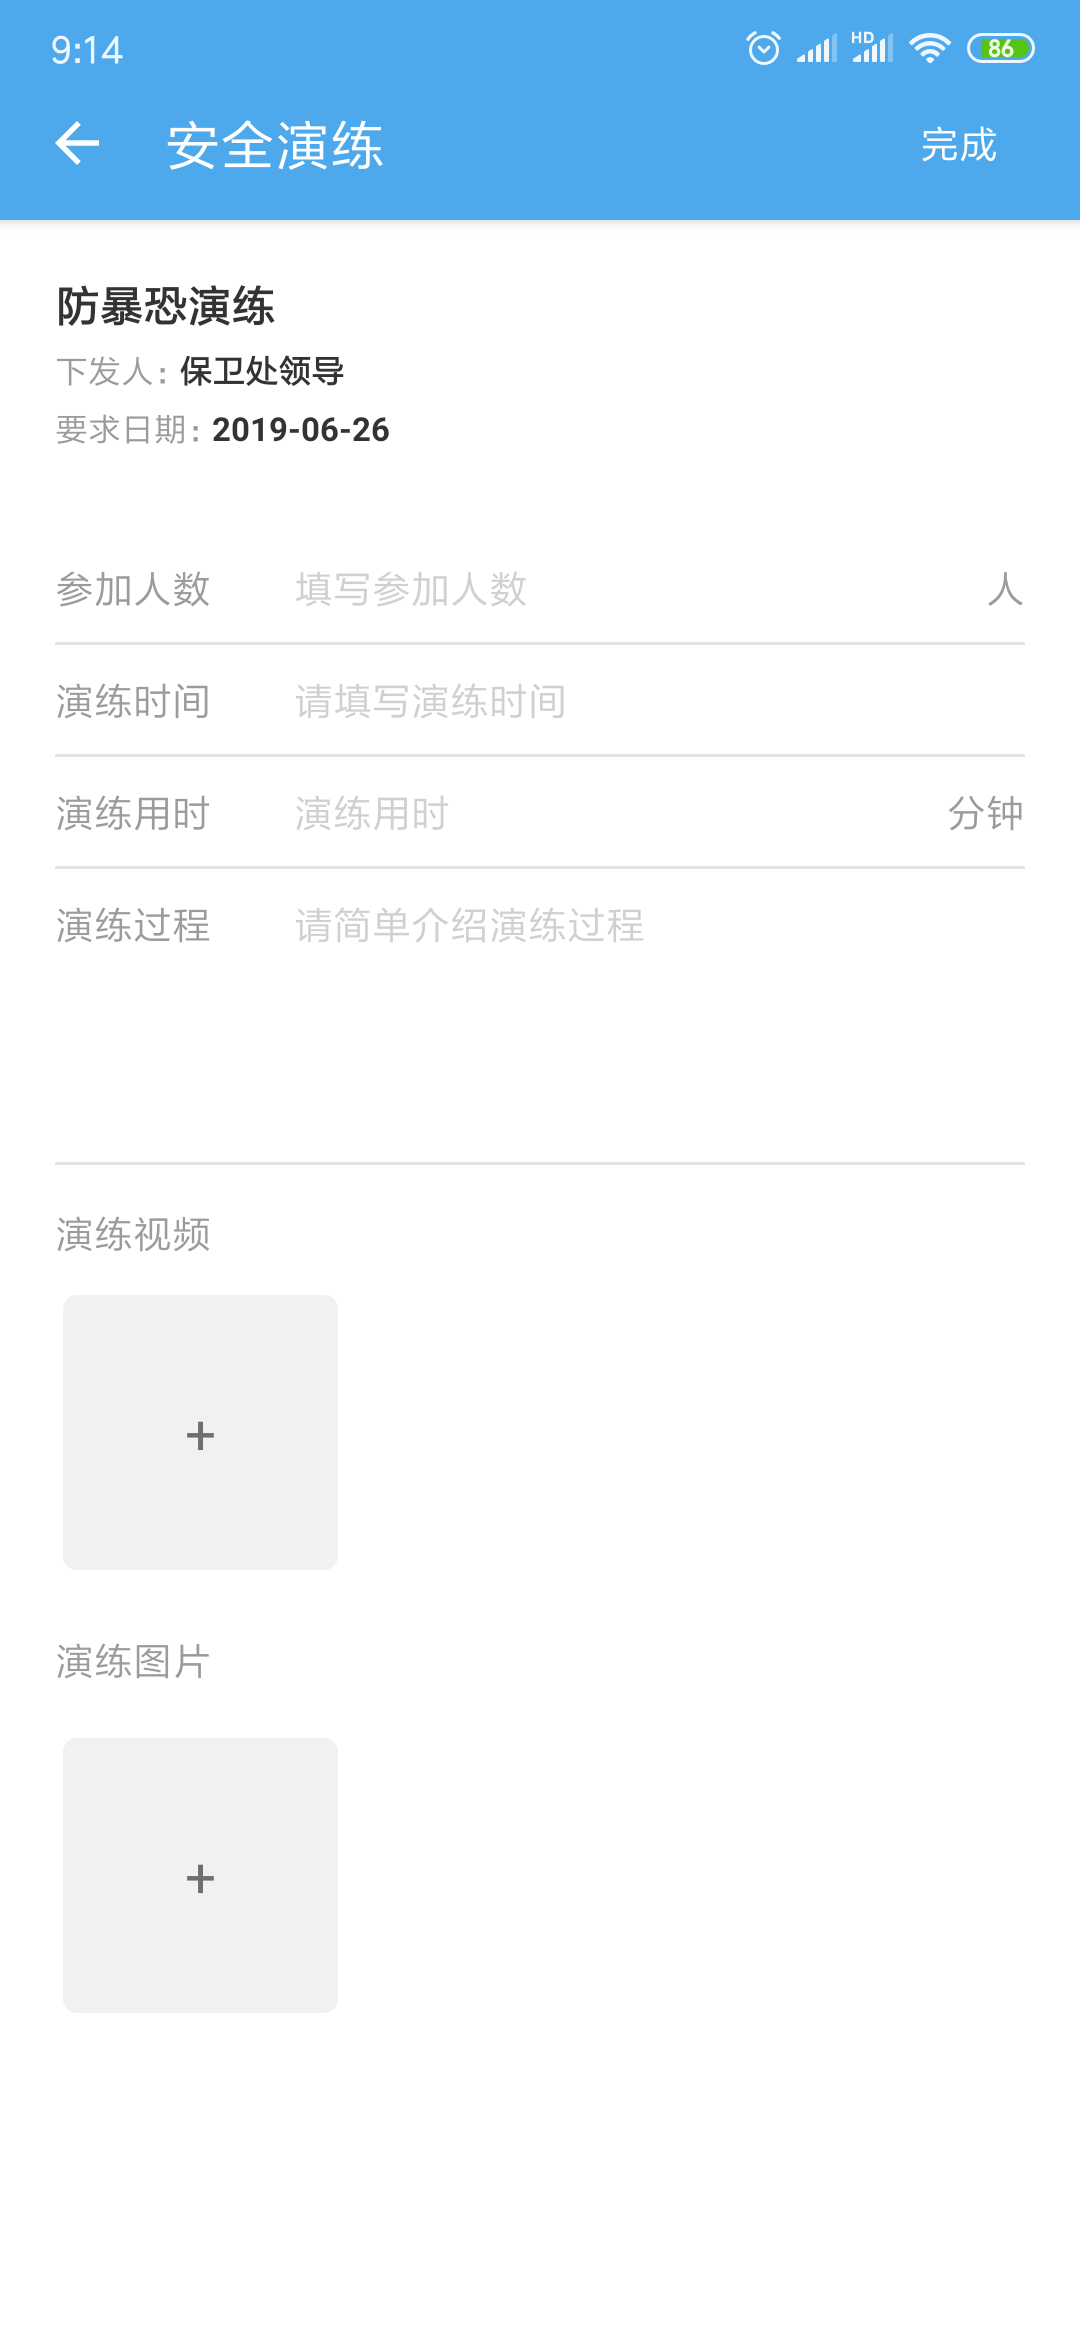 9:14 HD 86
安全演练 完成
防暴恐演练
下发人: 保卫处领导
要求日期: 2019-06-26
参加人数 填写参加人数 人
演练时间 请填写演练时间
演练用时 演练用时 分钟
演练过程 请简单介绍演练过程
演练视频
+
演练图片
+